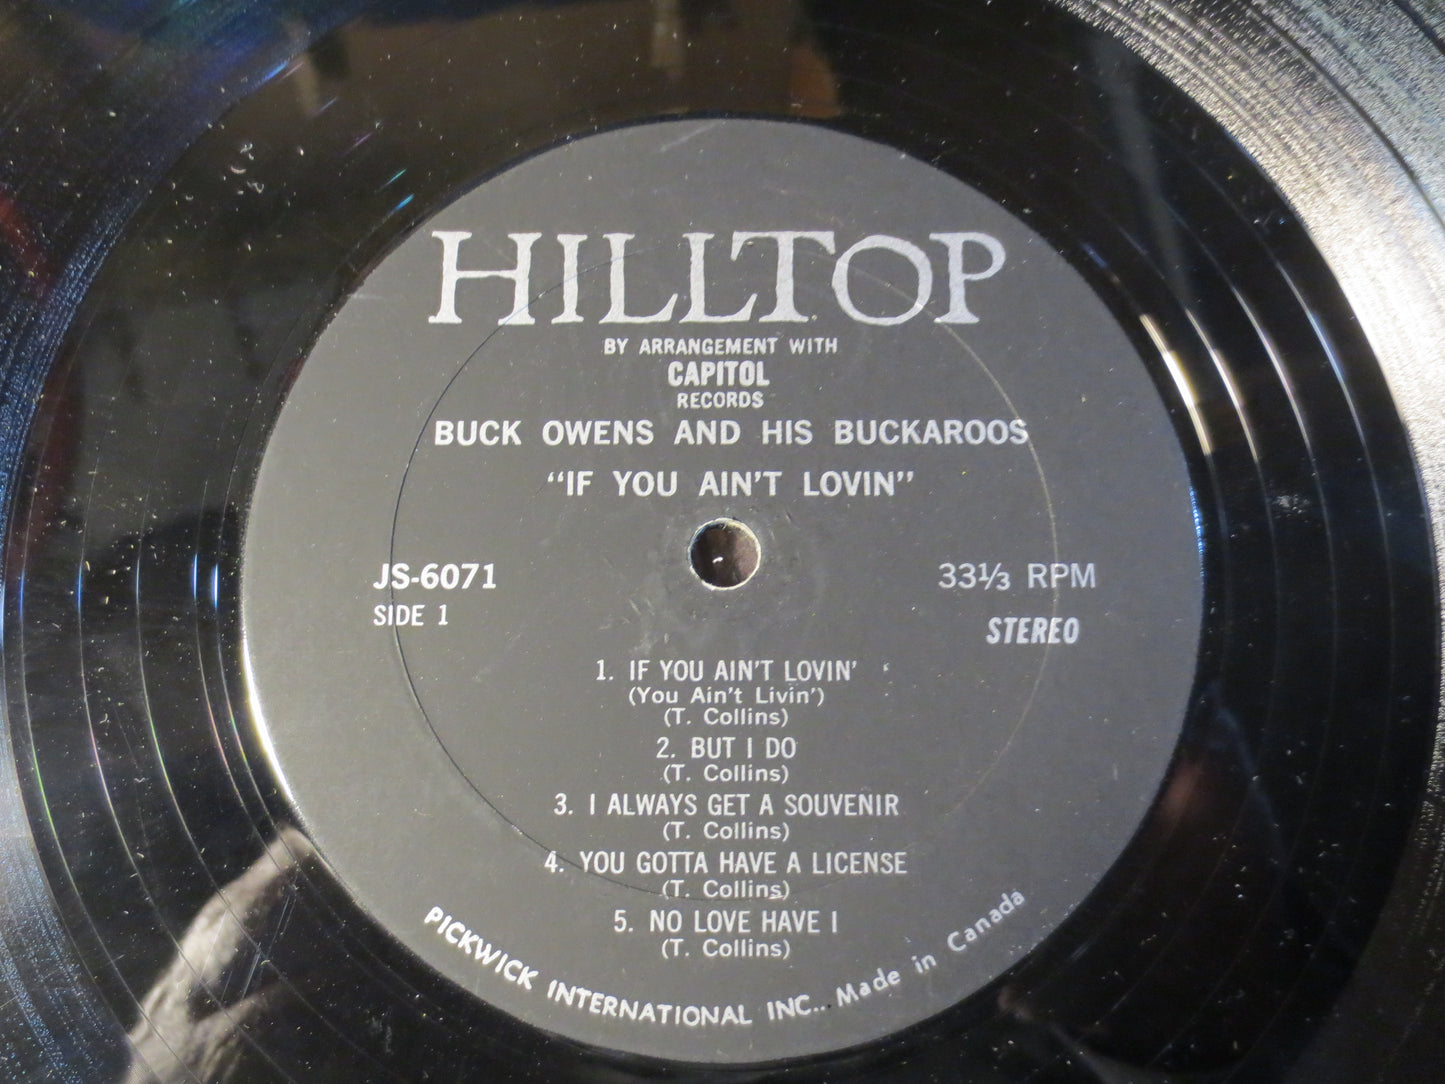 HILLTOP
BY ARRANGEMENT WITH
CAPITOL
RECORDS
BUCK OWENS AND HIS BUCKAROOS
"IF YOU AIN'T LOVIN"
JS-6071
33⅓ RPM
SIDE 1
STEREO
1. IF YOU AIN'T LOVIN'
(You Ain't Livin')
(T. Collins)
2. BUT I DO
(T. Collins)
3. I ALWAYS GET A SOUVENIR
(T. Collins)
4. YOU GOTTA HAVE A LICENSE
(T. Collins)
5. NO LOVE HAVE I
(T. Collins)
PICKWICK INTERNATIONAL INC... Made in Canada